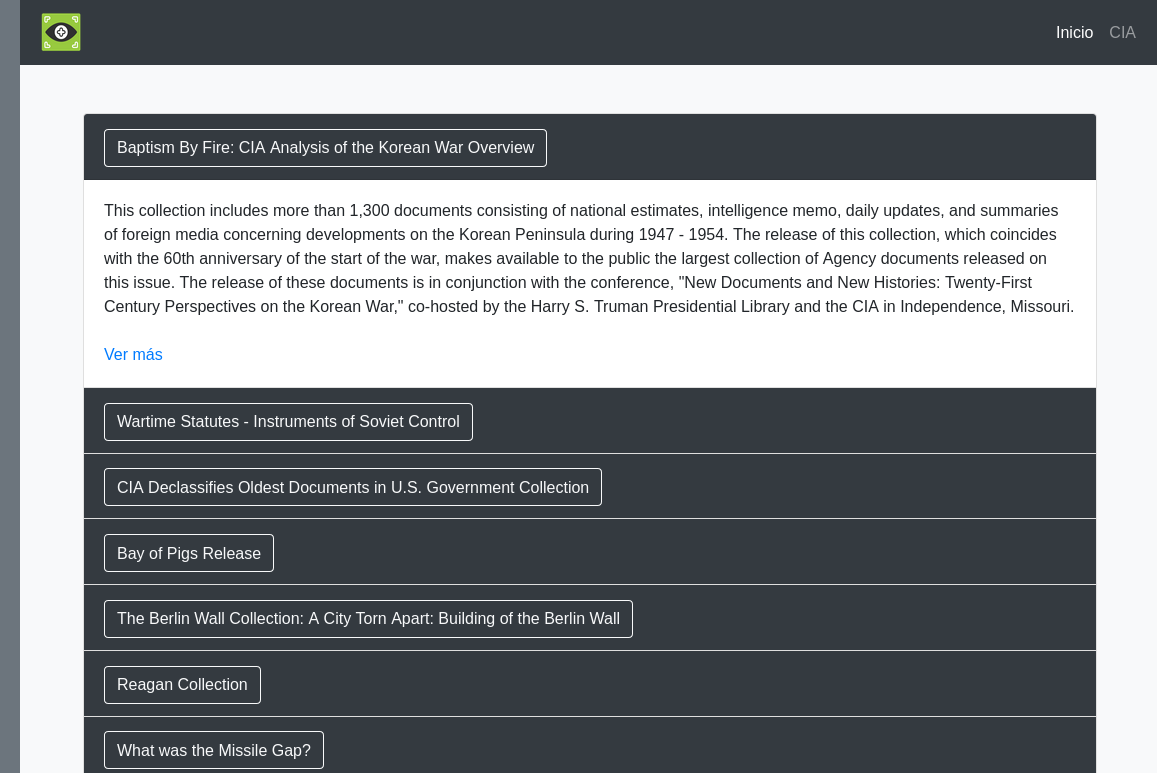 Inicio CIA
Baptism By Fire: CIA Analysis of the Korean War Overview
This collection includes more than 1,300 documents consisting of national estimates, intelligence memo, daily updates, and summaries
of foreign media concerning developments on the Korean Peninsula during 1947 - 1954. The release of this collection, which coincides
with the 60th anniversary of the start of the war, makes available to the public the largest collection of Agency documents released on
this issue. The release of these documents is in conjunction with the conference, "New Documents and New Histories: Twenty-First
Century Perspectives on the Korean War," co-hosted by the Harry S. Truman Presidential Library and the CIA in Independence, Missouri.
Ver más
Wartime Statutes - Instruments of Soviet Control
CIA Declassifies Oldest Documents in U.S. Government Collection
Bay of Pigs Release
The Berlin Wall Collection: A City Torn Apart: Building of the Berlin Wall
Reagan Collection
What was the Missile Gap?